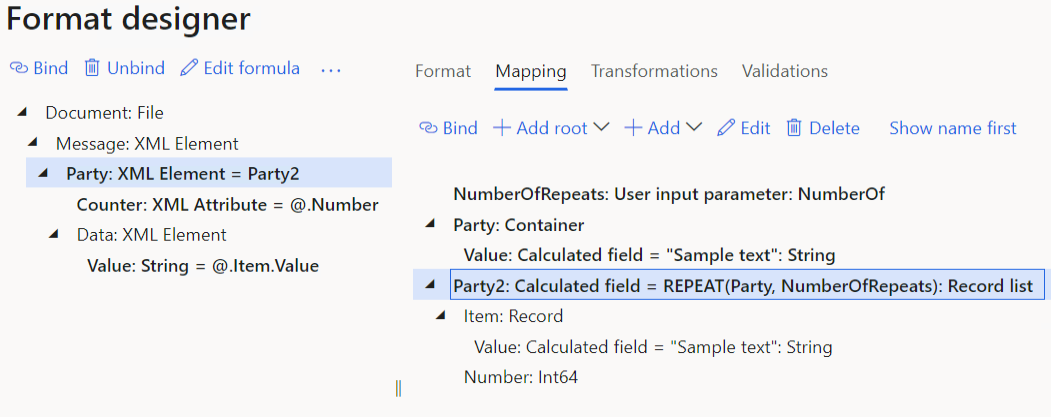 Format designer
Bind Unbind Edit formula ...
Document: File
Message: XML Element
Party: XML Element = Party2
Counter: XML Attribute = @.Number
Data: XML Element
Value: String = @.Item.Value
Format Mapping Transformations Validations
Bind Add root Add Edit Delete Show name first
NumberOfRepeats: User input parameter: NumberOf
Party: Container
Value: Calculated field = "Sample text": String
Party2: Calculated field = REPEAT(Party, NumberOfRepeats): Record list
Item: Record
Value: Calculated field = "Sample text": String
Number: Int64